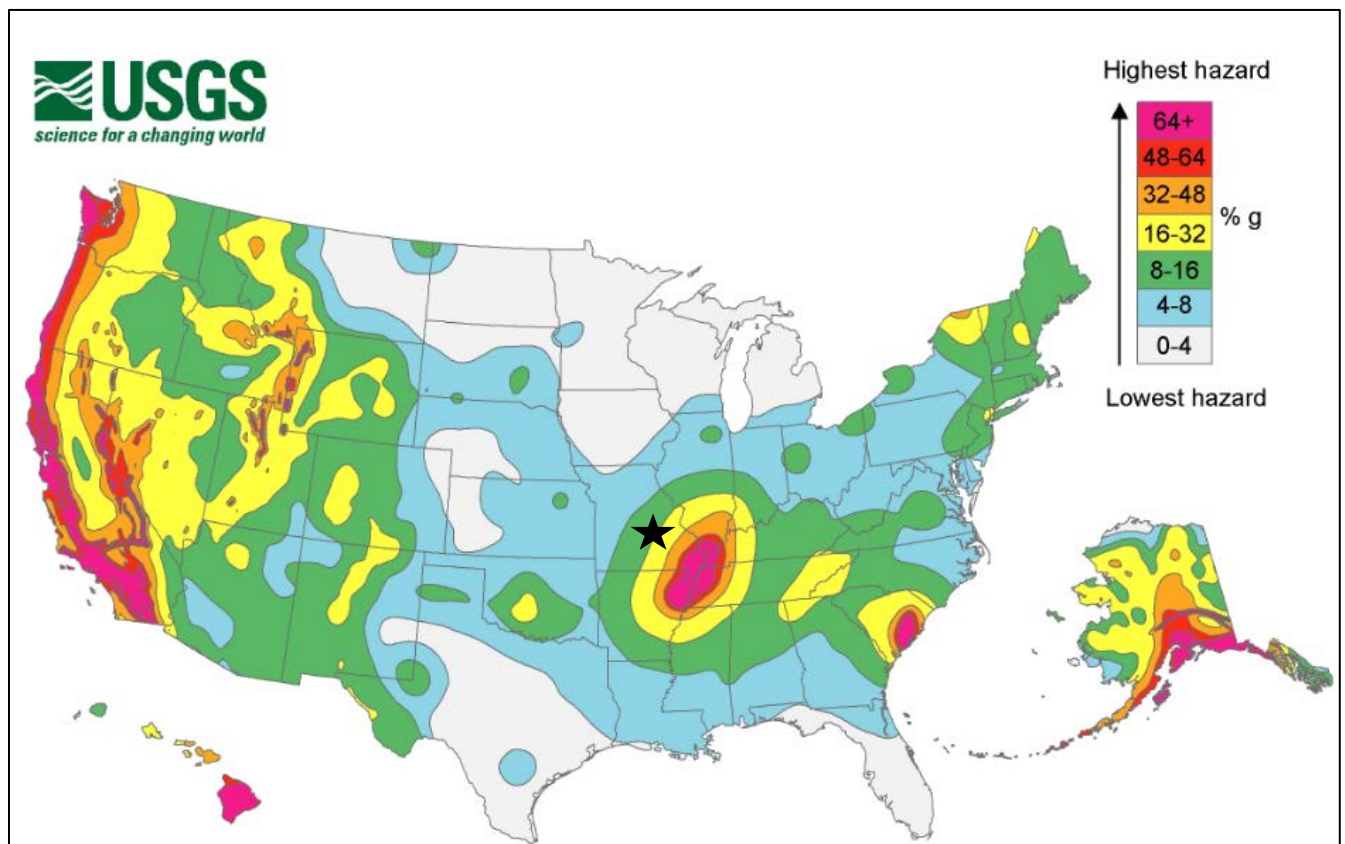 USGS
science for a changing world
Highest hazard
64+
48-64
32-48
16-32
8-16
4-8
0-4
% g
Lowest hazard